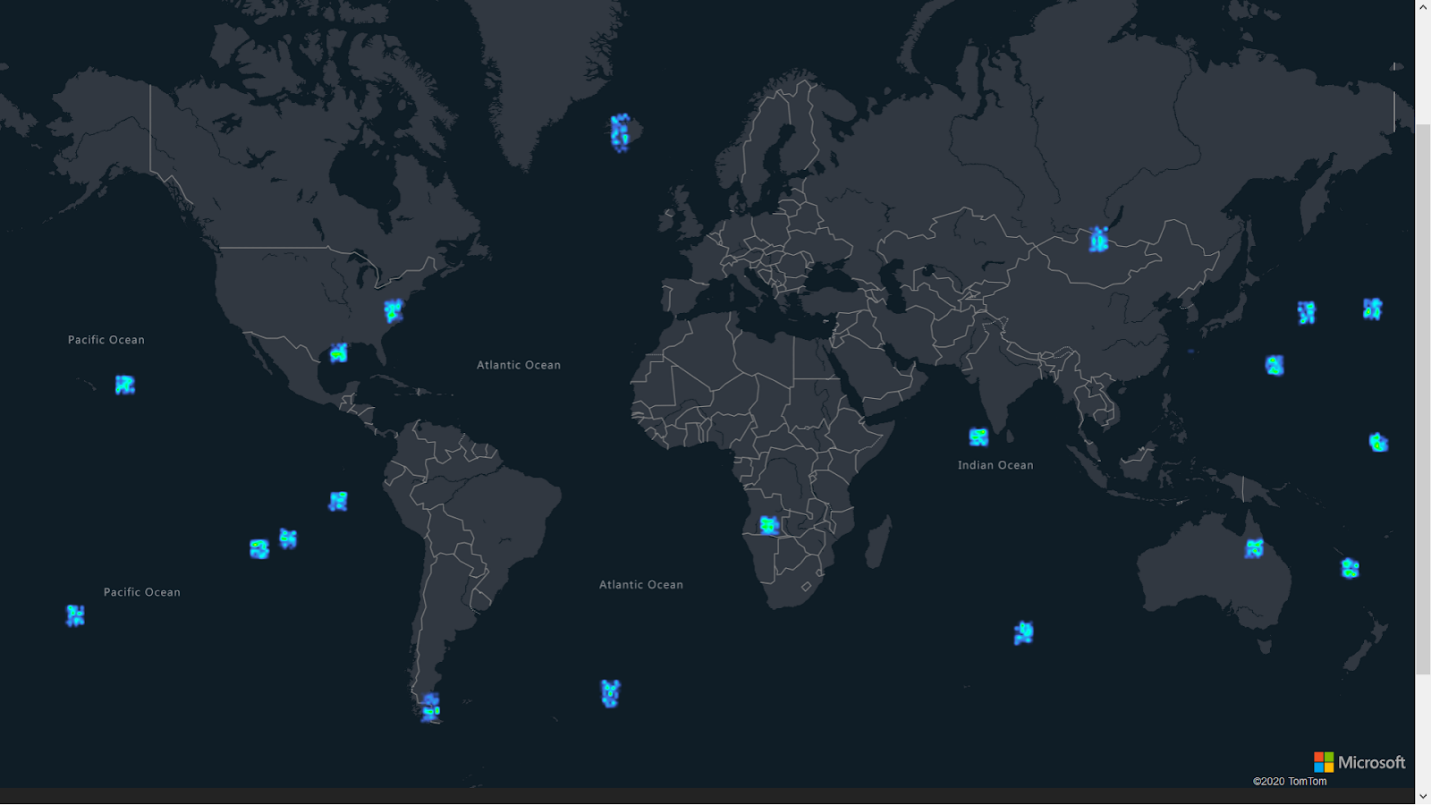 Pacific Ocean
Atlantic Ocean
Indian Ocean
Atlantic Ocean
Pacific Ocean
Microsoft
©2020 TomTom